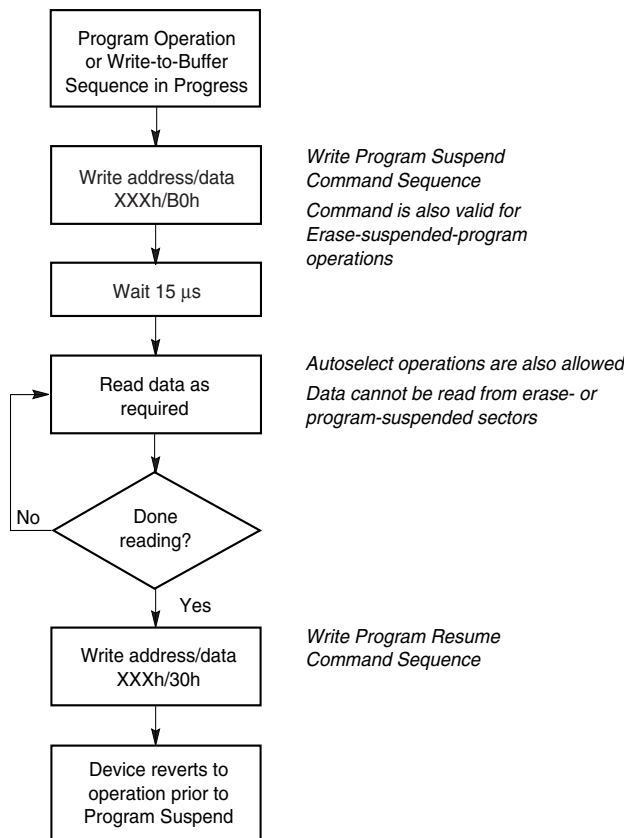 Program Operation
or Write-to-Buffer
Sequence in Progress
Write address/data
XXXh/B0h
Write Program Suspend
Command Sequence
Command is also valid for
Erase-suspended-program
operations
Wait 15 μs
Read data as
required
Autoselect operations are also allowed
Data cannot be read from erase- or
program-suspended sectors
No
Done
reading?
Yes
Write address/data
XXXh/30h
Write Program Resume
Command Sequence
Device reverts to
operation prior to
Program Suspend